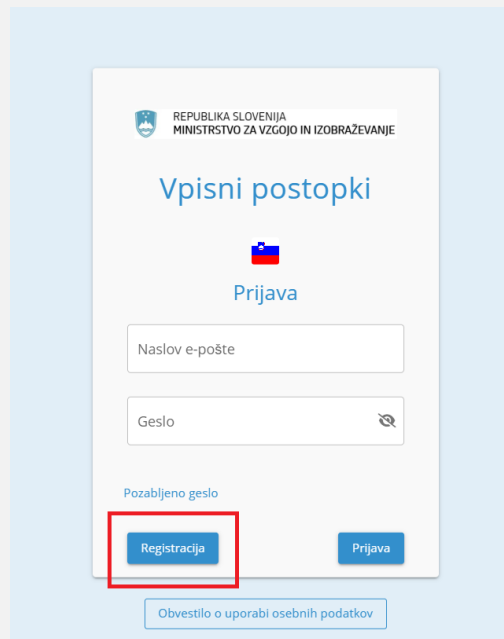 REPUBLIKA SLOVENIJA
MINISTRSTVO ZA VZGOJO IN IZOBRAŽEVANJE
Vpisni postopki
Prijava
Naslov e-pošte
Geslo
Pozabljeno geslo
Registracija
Prijava
Obvestilo o uporabi osebnih podatkov